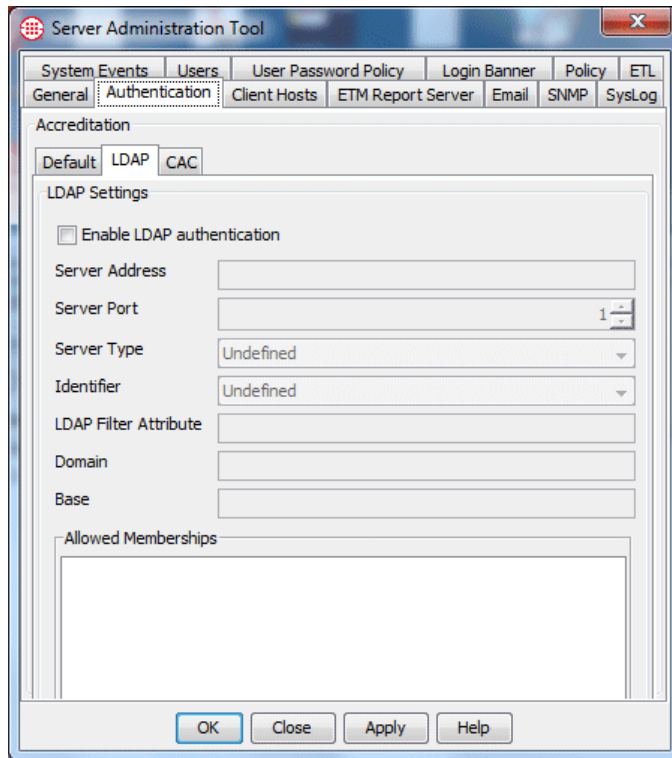 Server Administration Tool
System Events Users User Password Policy Login Banner Policy ETL
General Authentication Client Hosts ETM Report Server Email SNMP SysLog
Accreditation
Default LDAP CAC
LDAP Settings
Enable LDAP authentication
Server Address
Server Port 1
Server Type Undefined
Identifier Undefined
LDAP Filter Attribute
Domain
Base
Allowed Memberships
OK Close Apply Help